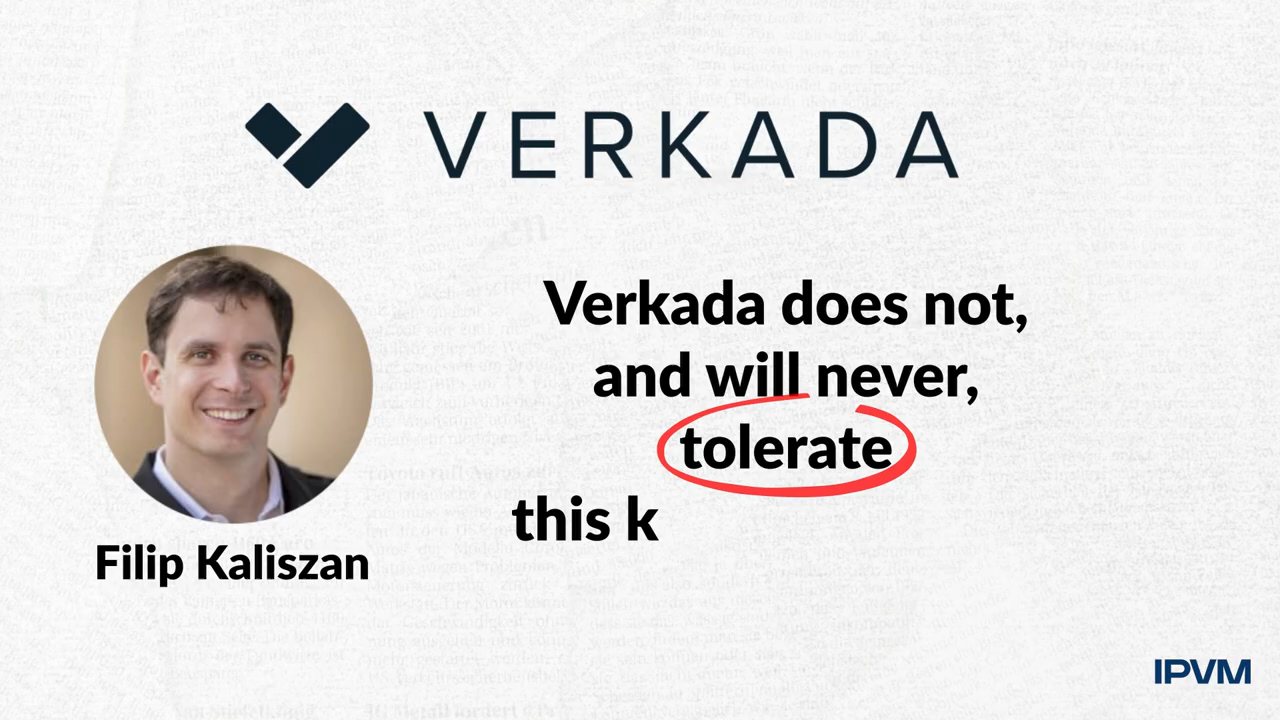 VERKADA
Verkada does not,
and will never,
tolerate
this k
Filip Kaliszan
IPVM